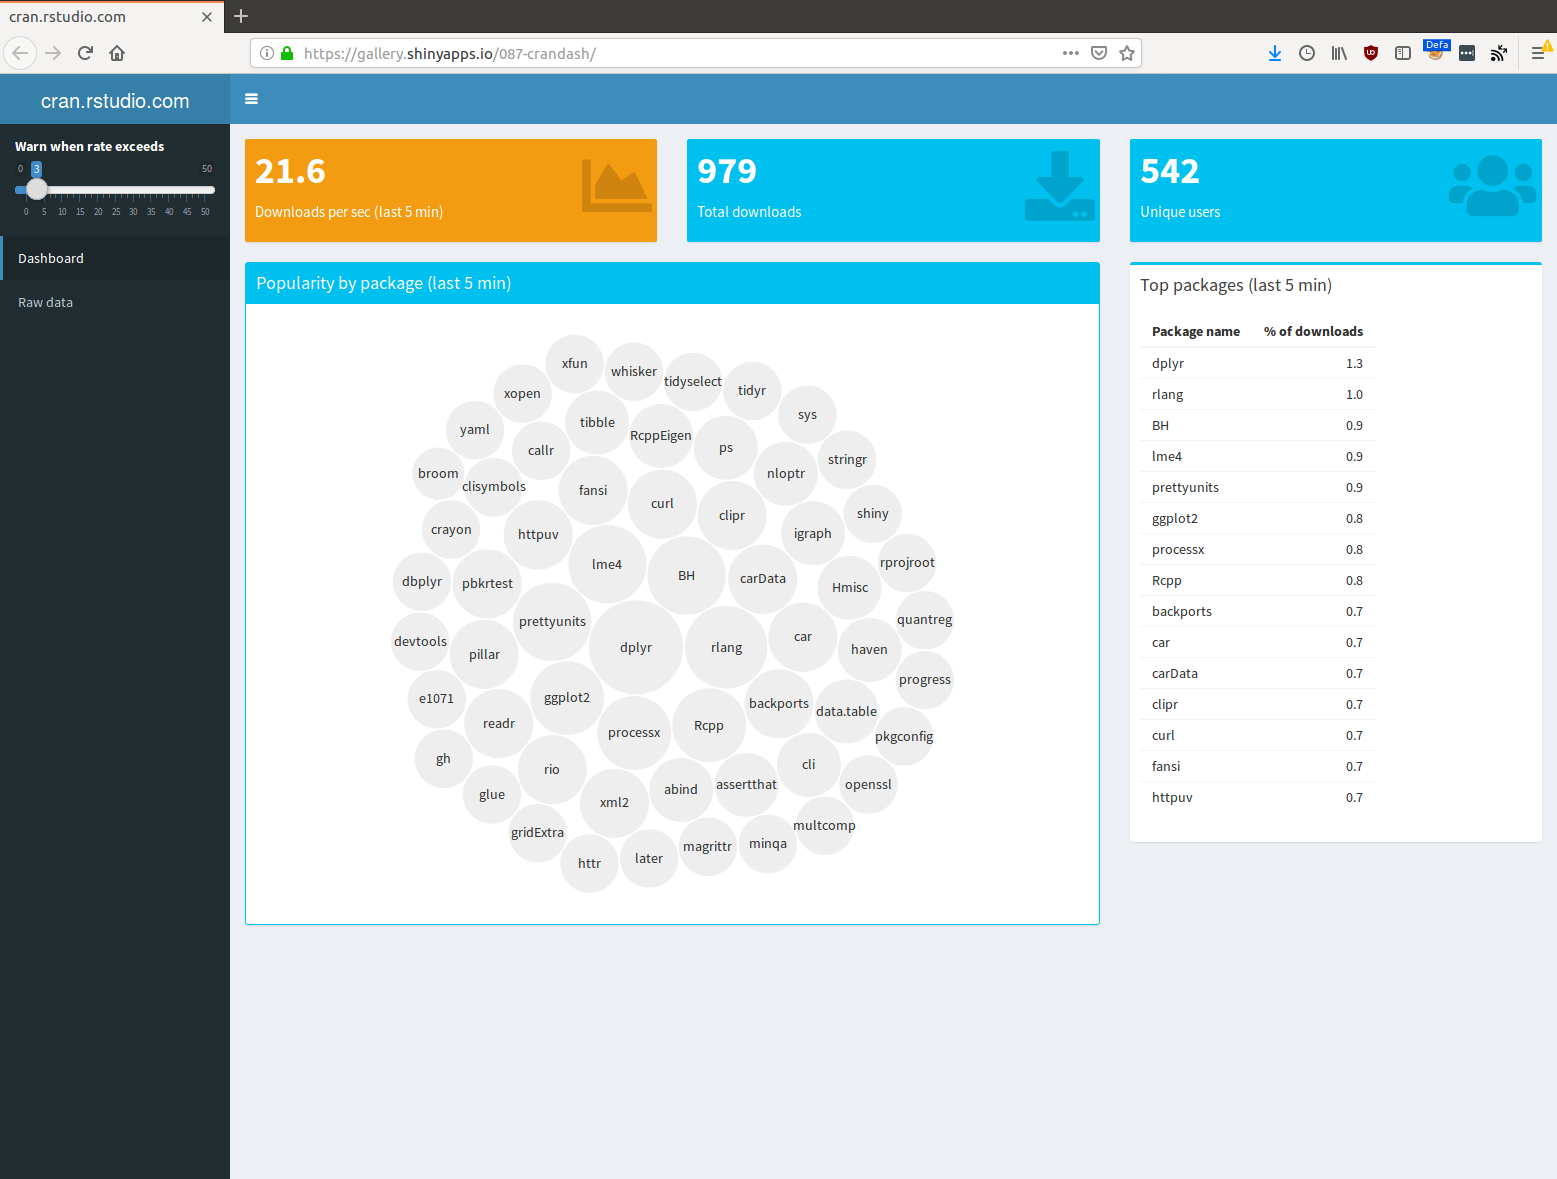 cran.rstudio.com
https://gallery.shinyapps.io/087-crandash/
Defa
cran.rstudio.com
Warn when rate exceeds
0 3 50
0 5 10 15 20 25 30 35 40 45 50
Dashboard
Raw data
21.6
Downloads per sec (last 5 min)
979
Total downloads
542
Unique users
Popularity by package (last 5 min)
xfun
whisker
tidyselect
tidyr
xopen
sys
tibble
yaml
RcppEigen
callr
ps
stringr
broom
nloptr
clisymbols
fansi
curl
clipr
shiny
crayon
httpuv
igraph
rprojroot
lme4
BH
carData
dbplyr
pbkrtest
Hmisc
quantreg
prettyunits
devtools
car
pillar
dplyr
rlang
haven
progress
e1071
ggplot2
backports
data.table
readr
processx
Rcpp
pkgconfig
gh
rio
cli
glue
xml2
abind
assertthat
openssl
gridExtra
multcomp
httr
later
magrittr
minqa
Top packages (last 5 min)
Package name % of downloads
dplyr 1.3
rlang 1.0
BH 0.9
lme4 0.9
prettyunits 0.9
ggplot2 0.8
processx 0.8
Rcpp 0.8
backports 0.7
car 0.7
carData 0.7
clipr 0.7
curl 0.7
fansi 0.7
httpuv 0.7